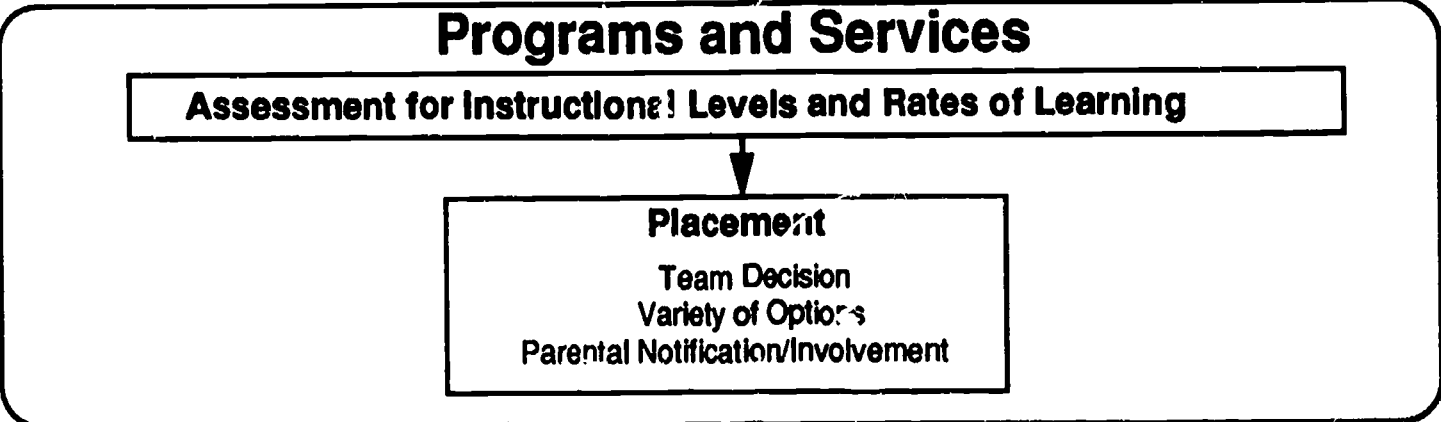 Programs and Services
Assessment for Instructional Levels and Rates of Learning
Placement
Team Decision
Variety of Options
Parental Notification/Involvement